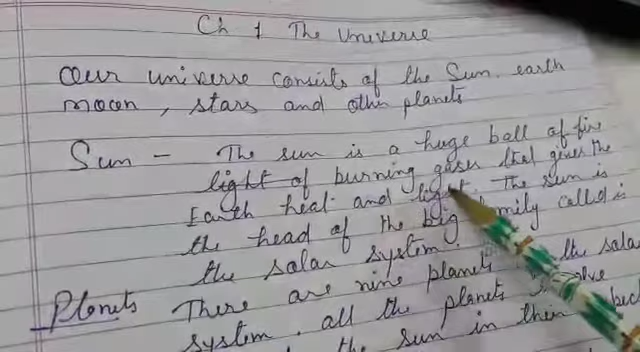 Ch 1 The Universe
Our universe consists of the Sun. earth
moon, stars and other planets
Sun - The sun is a huge ball of fire
light of burning gases that gives the
Earth heat and light. The sun is
the head of the big family called is
the solar system.
Planets There are nine planets the solar
system. all the planets
the sun in their